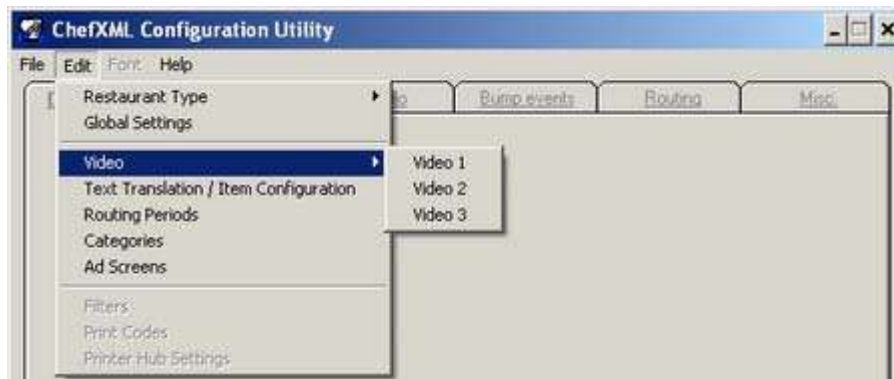 ChefXML Configuration Utility
File Edit Font Help
Restaurant Type
Global Settings
Video
Text Translation / Item Configuration
Routing Periods
Categories
Ad Screens
Filters
Print Codes
Printer Hub Settings
Video 1
Video 2
Video 3
Bump events Routing Misc.